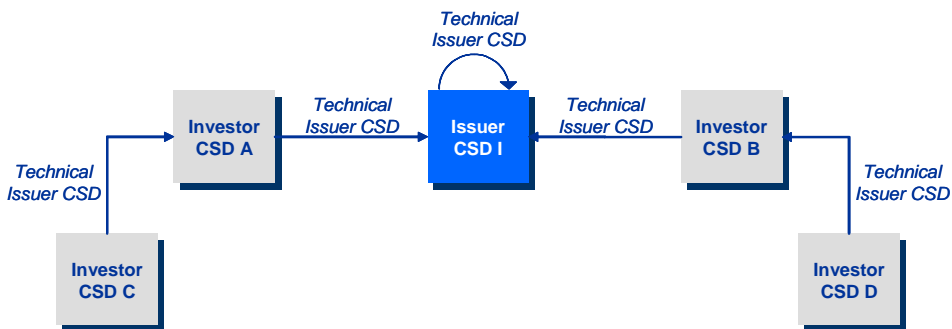 Technical
Issuer CSD
Investor
CSD A
Technical
Issuer CSD
Issuer
CSD I
Technical
Issuer CSD
Investor
CSD B
Technical
Issuer CSD
Technical
Issuer CSD
Investor
CSD C
Investor
CSD D